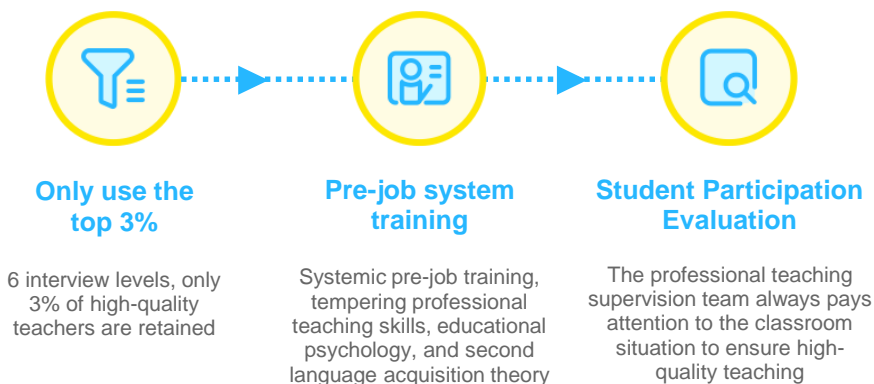 Only use the
top 3%
6 interview levels, only
3% of high-quality
teachers are retained
Pre-job system
training
Systemic pre-job training,
tempering professional
teaching skills, educational
psychology, and second
language acquisition theory
Student Participation
Evaluation
The professional teaching
supervision team always pays
attention to the classroom
situation to ensure high-
quality teaching